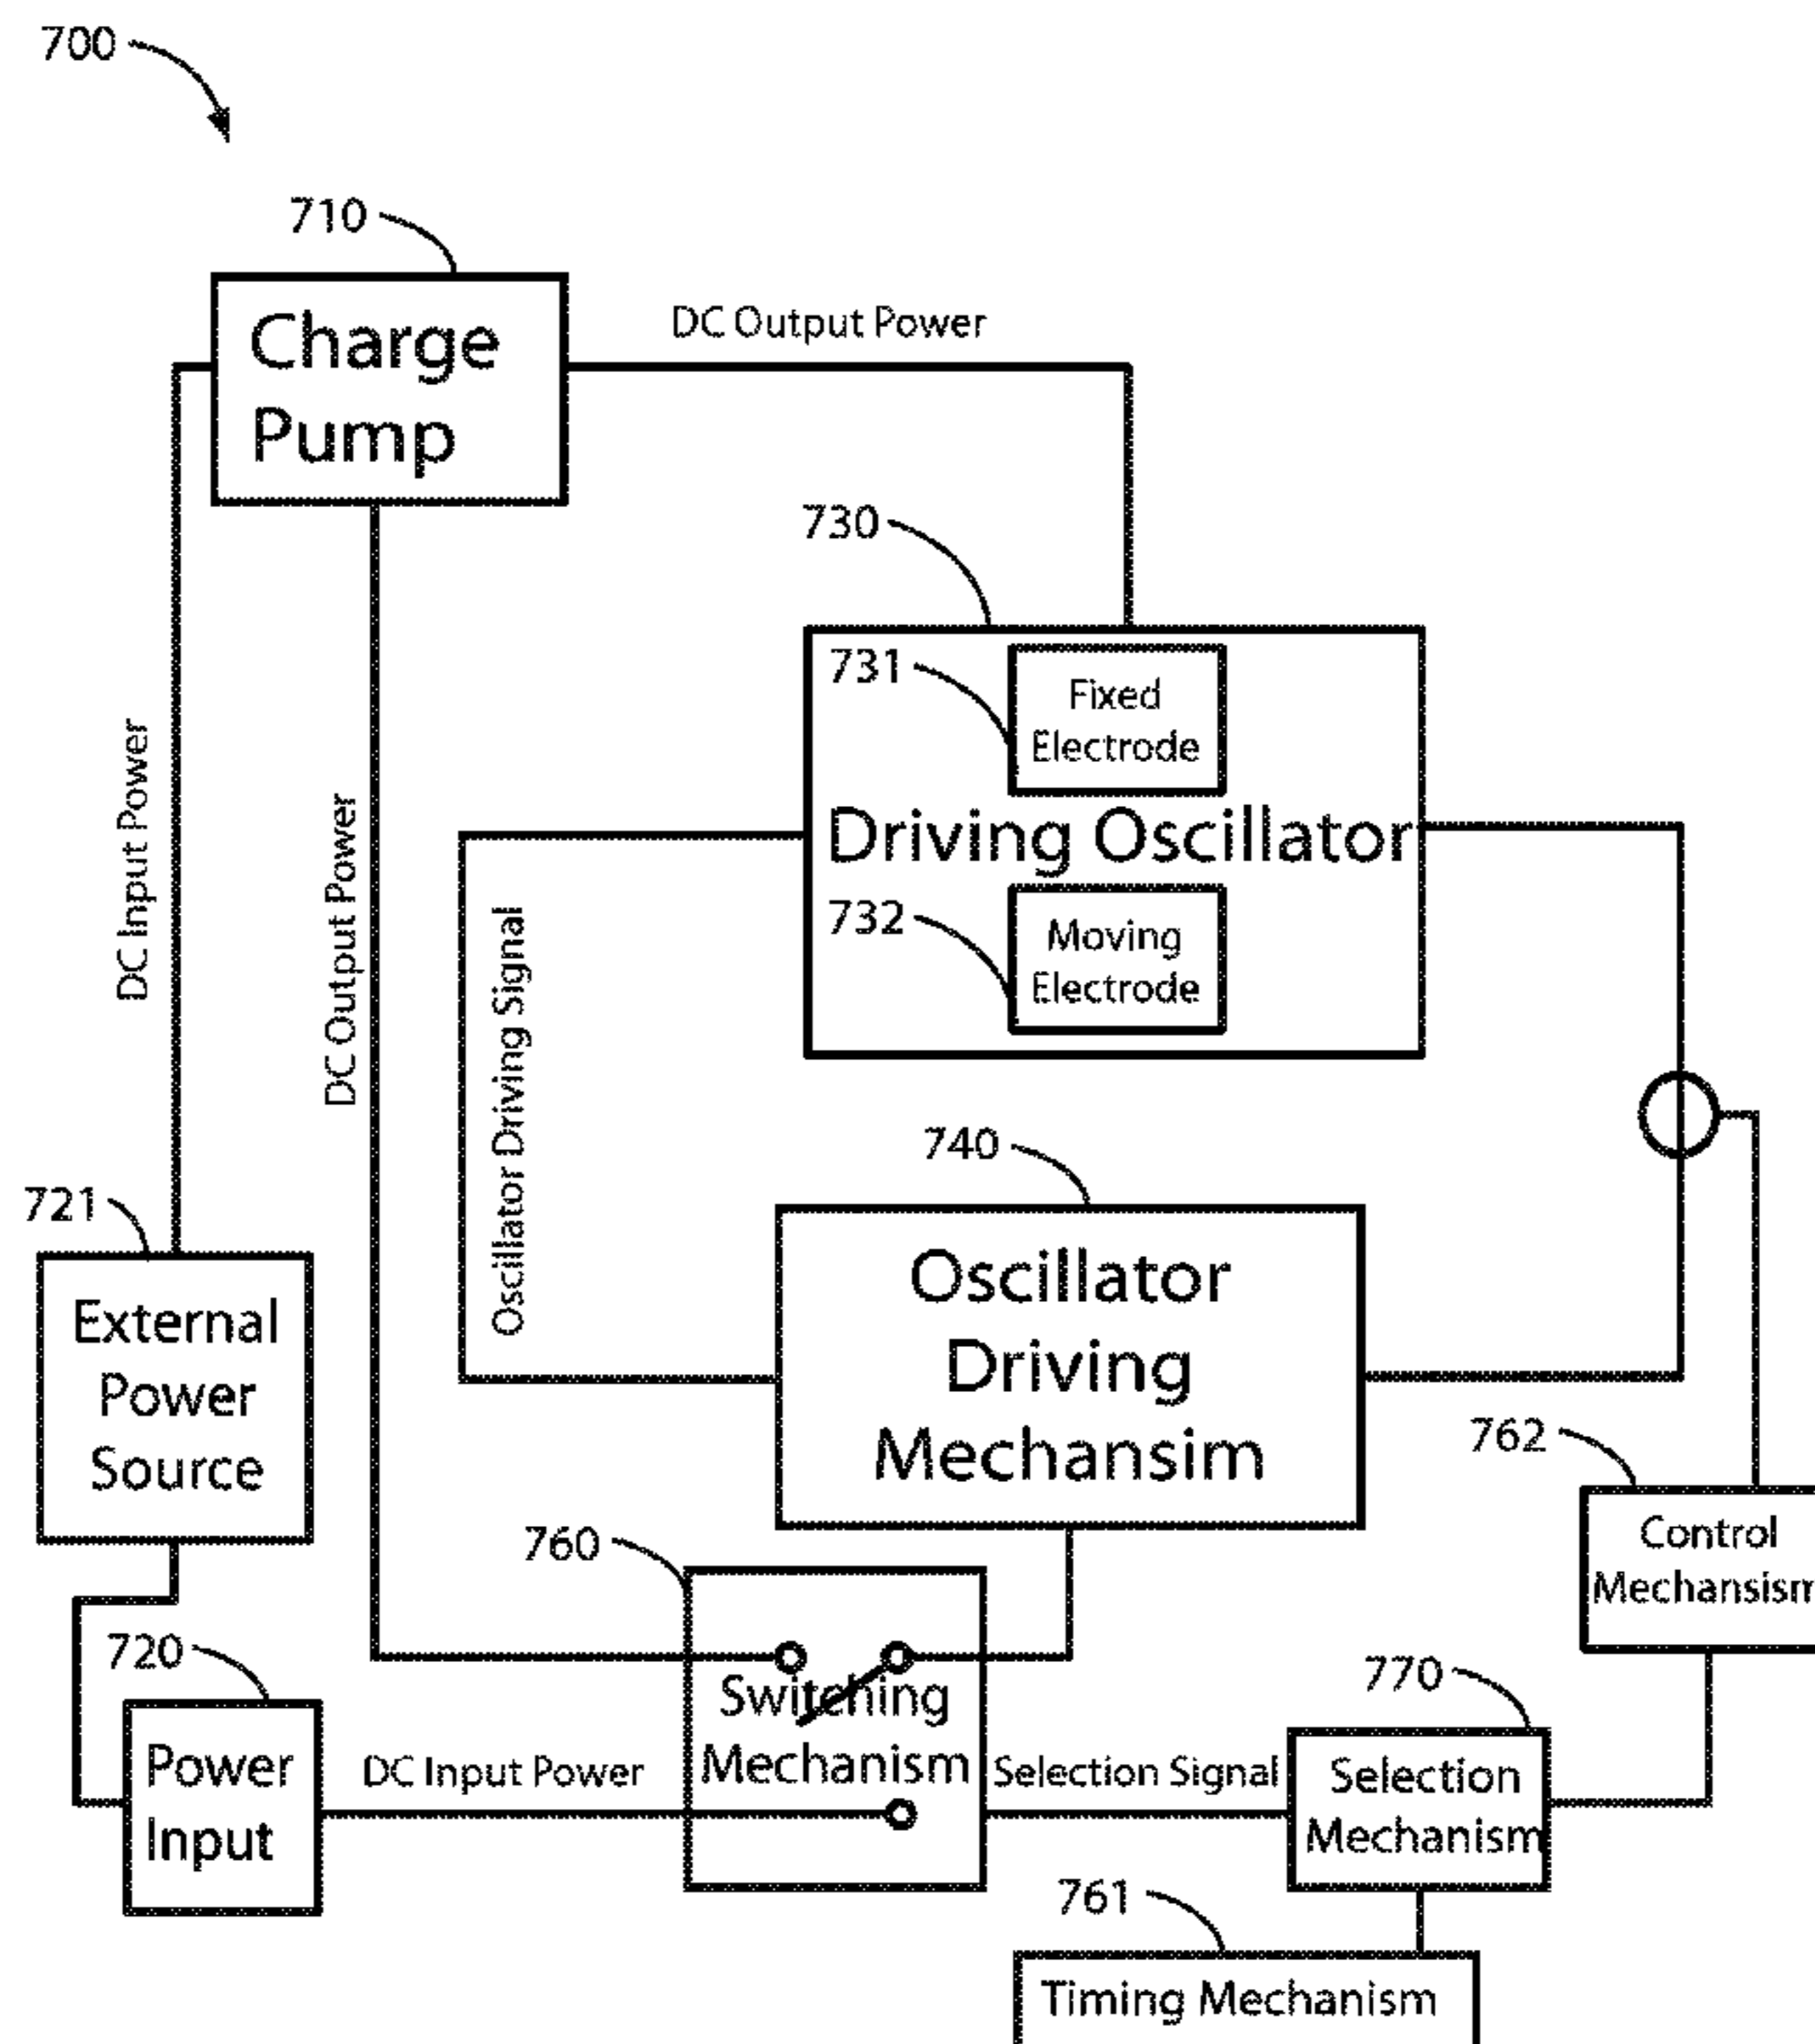 700
710
Charge
Pump
DC Output Power
730
731
Fixed
Electrode
Driving Oscillator
732
Moving
Electrode
DC Input Power
DC Output Power
Oscillator Driving Signal
740
Oscillator
Driving
Mechansim
721
External
Power
Source
762
Control
Mechansism
760
Switching
Mechanism
720
Power
Input
DC Input Power
Selection Signal
770
Selection
Mechanism
761
Timing Mechanism